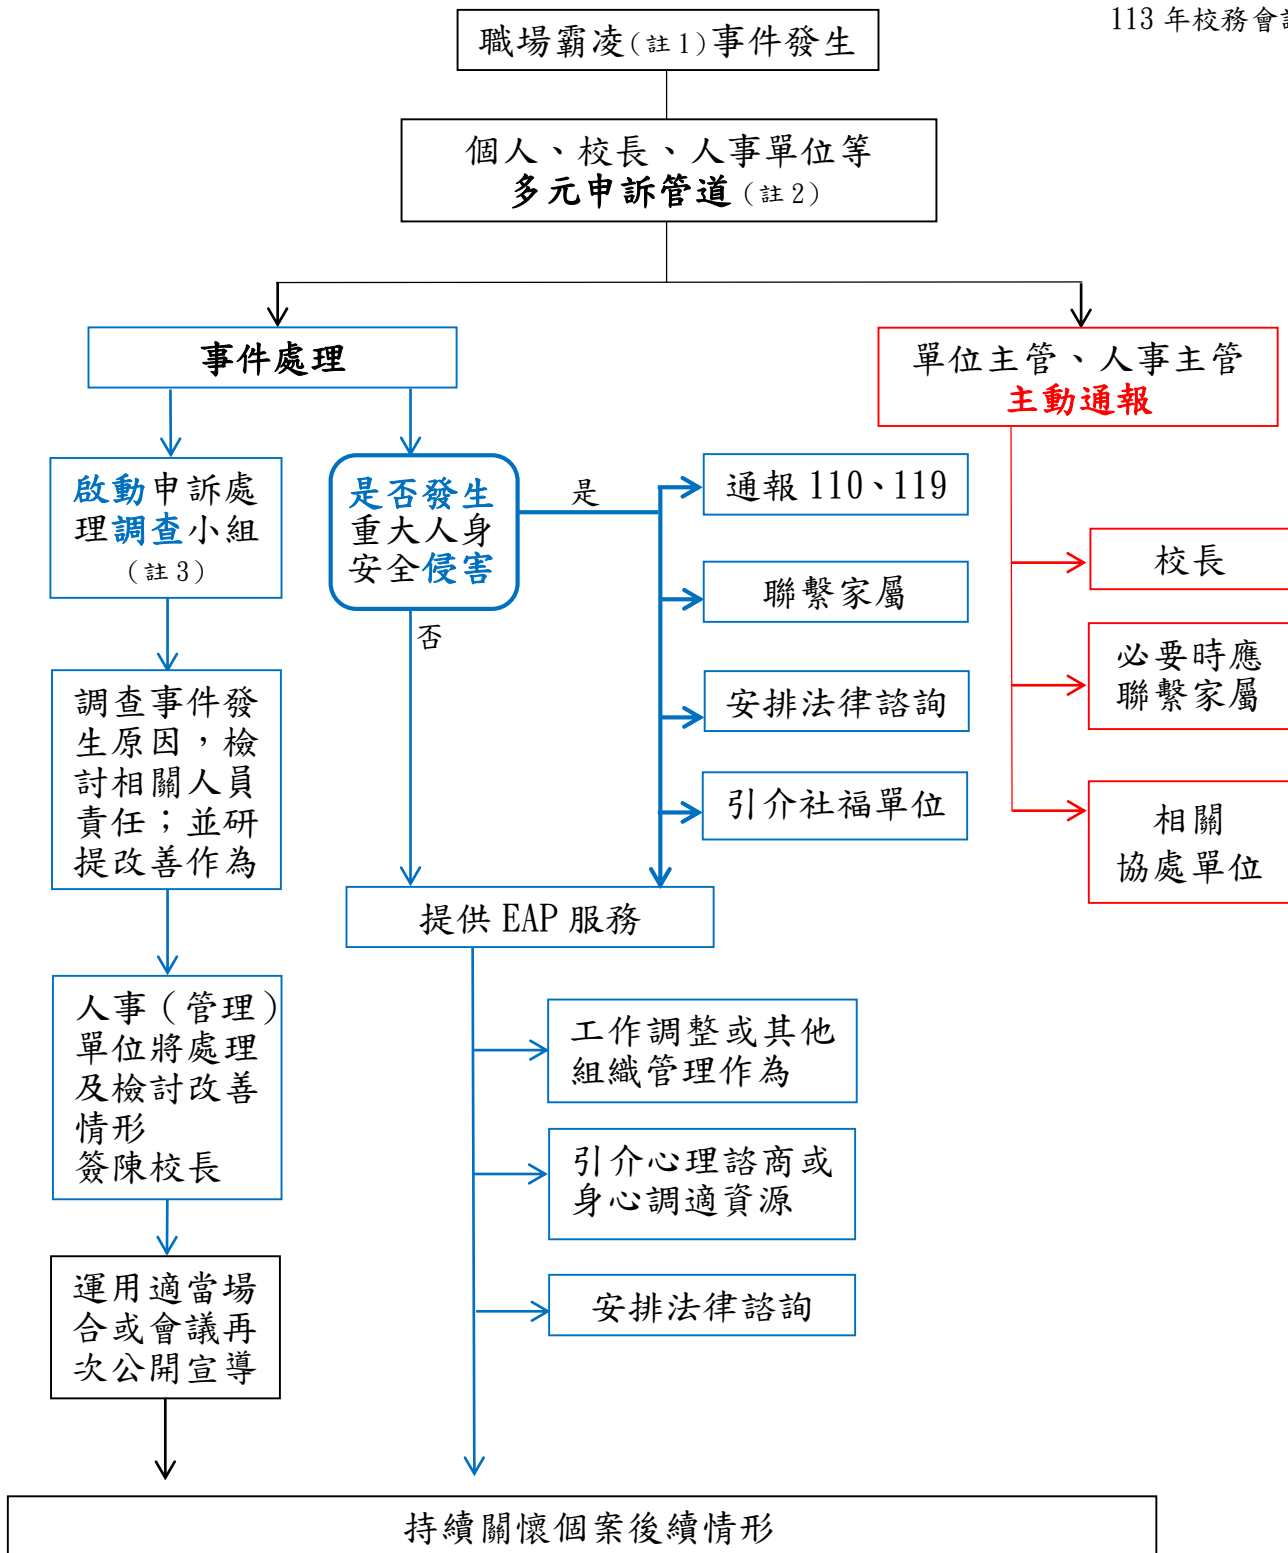 113 年校務會
職場霸凌(註1)事件發生
個人、校長、人事單位等
多元申訴管道(註2)
事件處理
單位主管、人事主管
主動通報
啟動申訴處
理調查小組
(註3)
是否發生
重大人身
安全侵害
是
否
通報 110、119
聯繫家屬
安排法律諮詢
引介社福單位
校長
必要時應
聯繫家屬
相關
協處單位
調查事件發
生原因，檢
討相關人員
責任；並研
提改善作為
提供 EAP 服務
人事（管理）
單位將處理
及檢討改善
情形
簽陳校長
工作調整或其他
組織管理作為
引介心理諮商或
身心調適資源
安排法律諮詢
運用適當場
合或會議再
次公開宣導
持續關懷個案後續情形